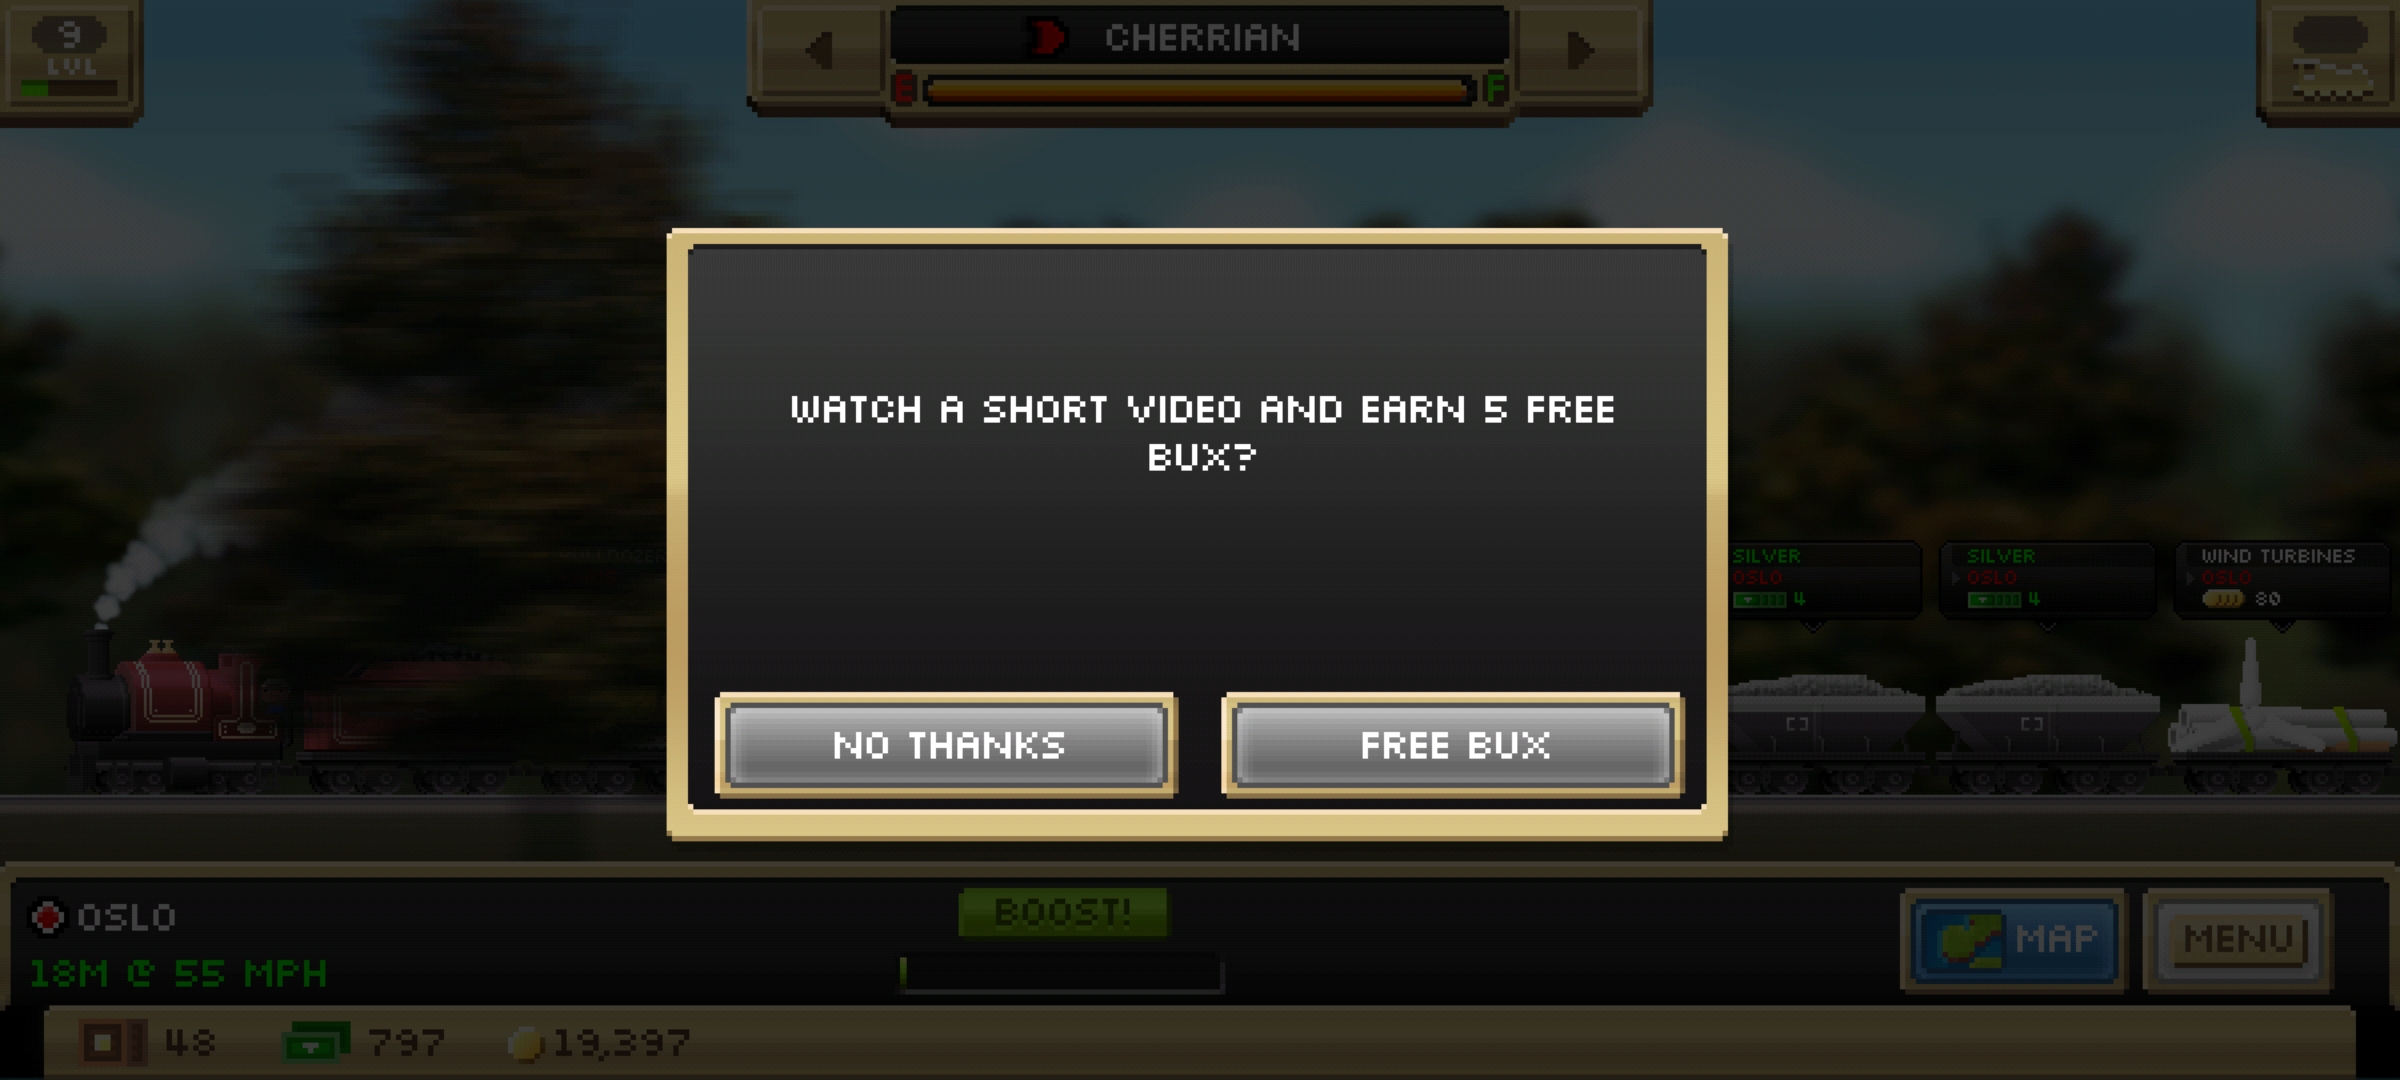 9
LVL
CHERRIAN
E F
WATCH A SHORT VIDEO AND EARN 5 FREE
BUX?
SILVER
OSLO
4
SILVER
OSLO
4
WIND TURBINES
OSLO
80
NO THANKS
FREE BUX
OSLO
18M @ 55 MPH
BOOST!
MAP
MENU
48
797
19,397